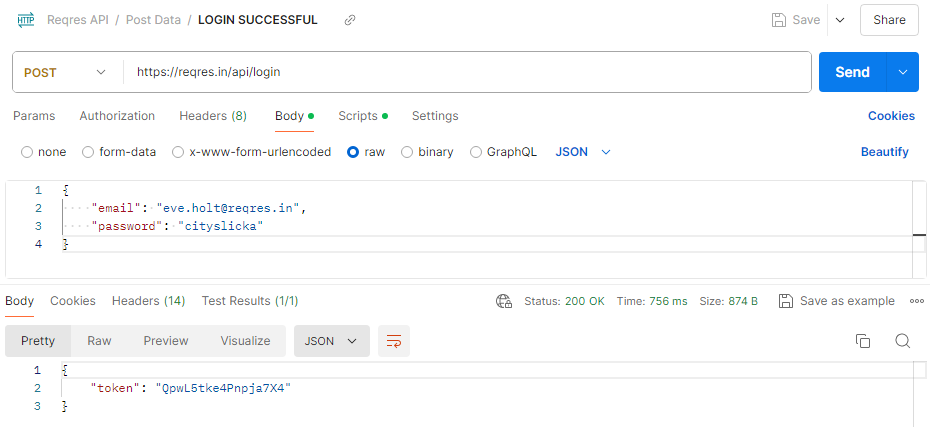 HTTP Reqres API / Post Data / LOGIN SUCCESSFUL Save Share
POST https://reqres.in/api/login Send
Params Authorization Headers (8) Body Scripts Settings Cookies
none form-data x-www-form-urlencoded raw binary GraphQL JSON Beautify
1 {
2 "email": "eve.holt@reqres.in",
3 "password": "cityslicka"
4 }
Body Cookies Headers (14) Test Results (1/1) Status: 200 OK Time: 756 ms Size: 874 B Save as example
Pretty Raw Preview Visualize JSON
1 {
2 "token": "QpwL5tke4Pnpja7X4"
3 }